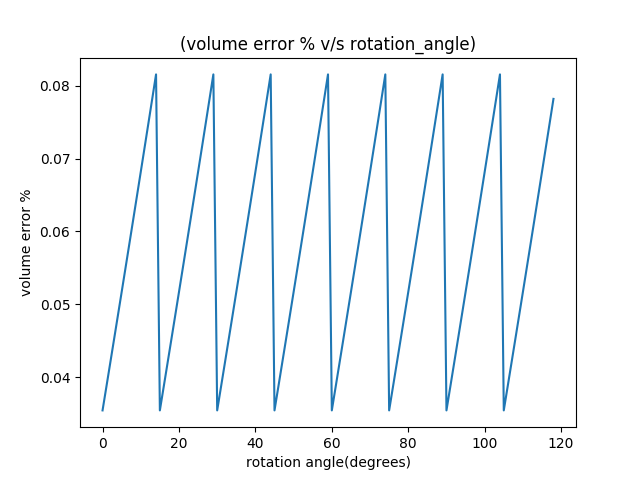 (volume error % v/s rotation_angle)
0.08
0.07
0.06
0.05
0.04
volume error %
0 20 40 60 80 100 120
rotation angle(degrees)